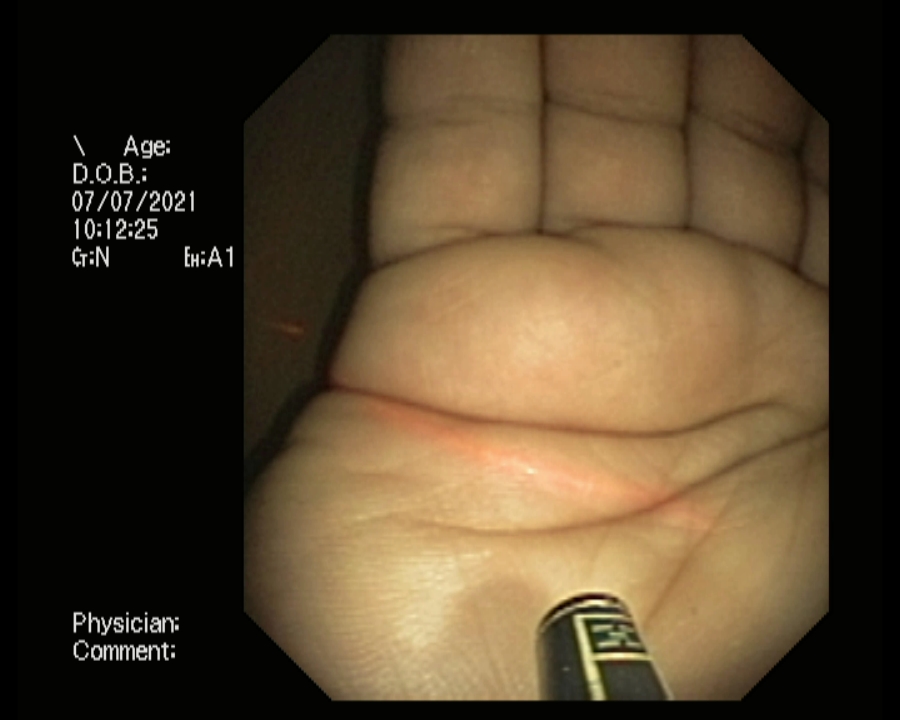 \ Age:
D.O.B.:
07/07/2021
10:12:25
Cr:N EH:A1
Physician:
Comment: